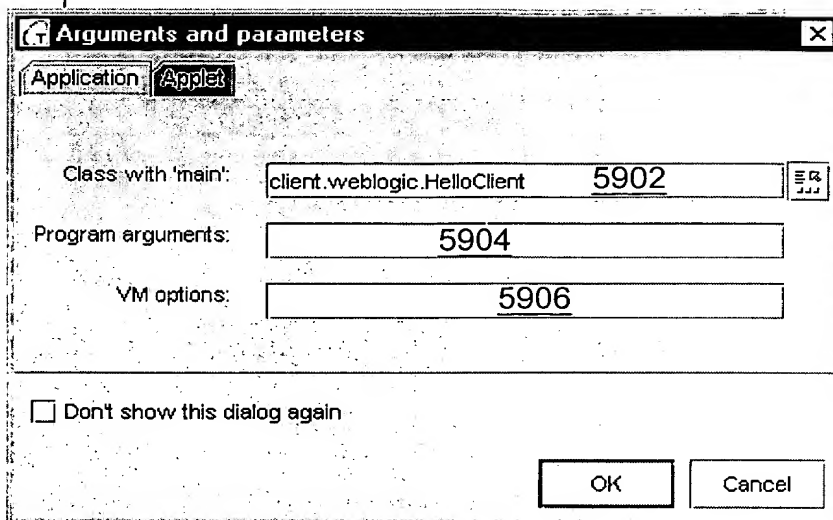 Arguments and parameters
Application Applet
Class with 'main': client.weblogic.HelloClient 5902
Program arguments: 5904
VM options: 5906
Don't show this dialog again
OK Cancel